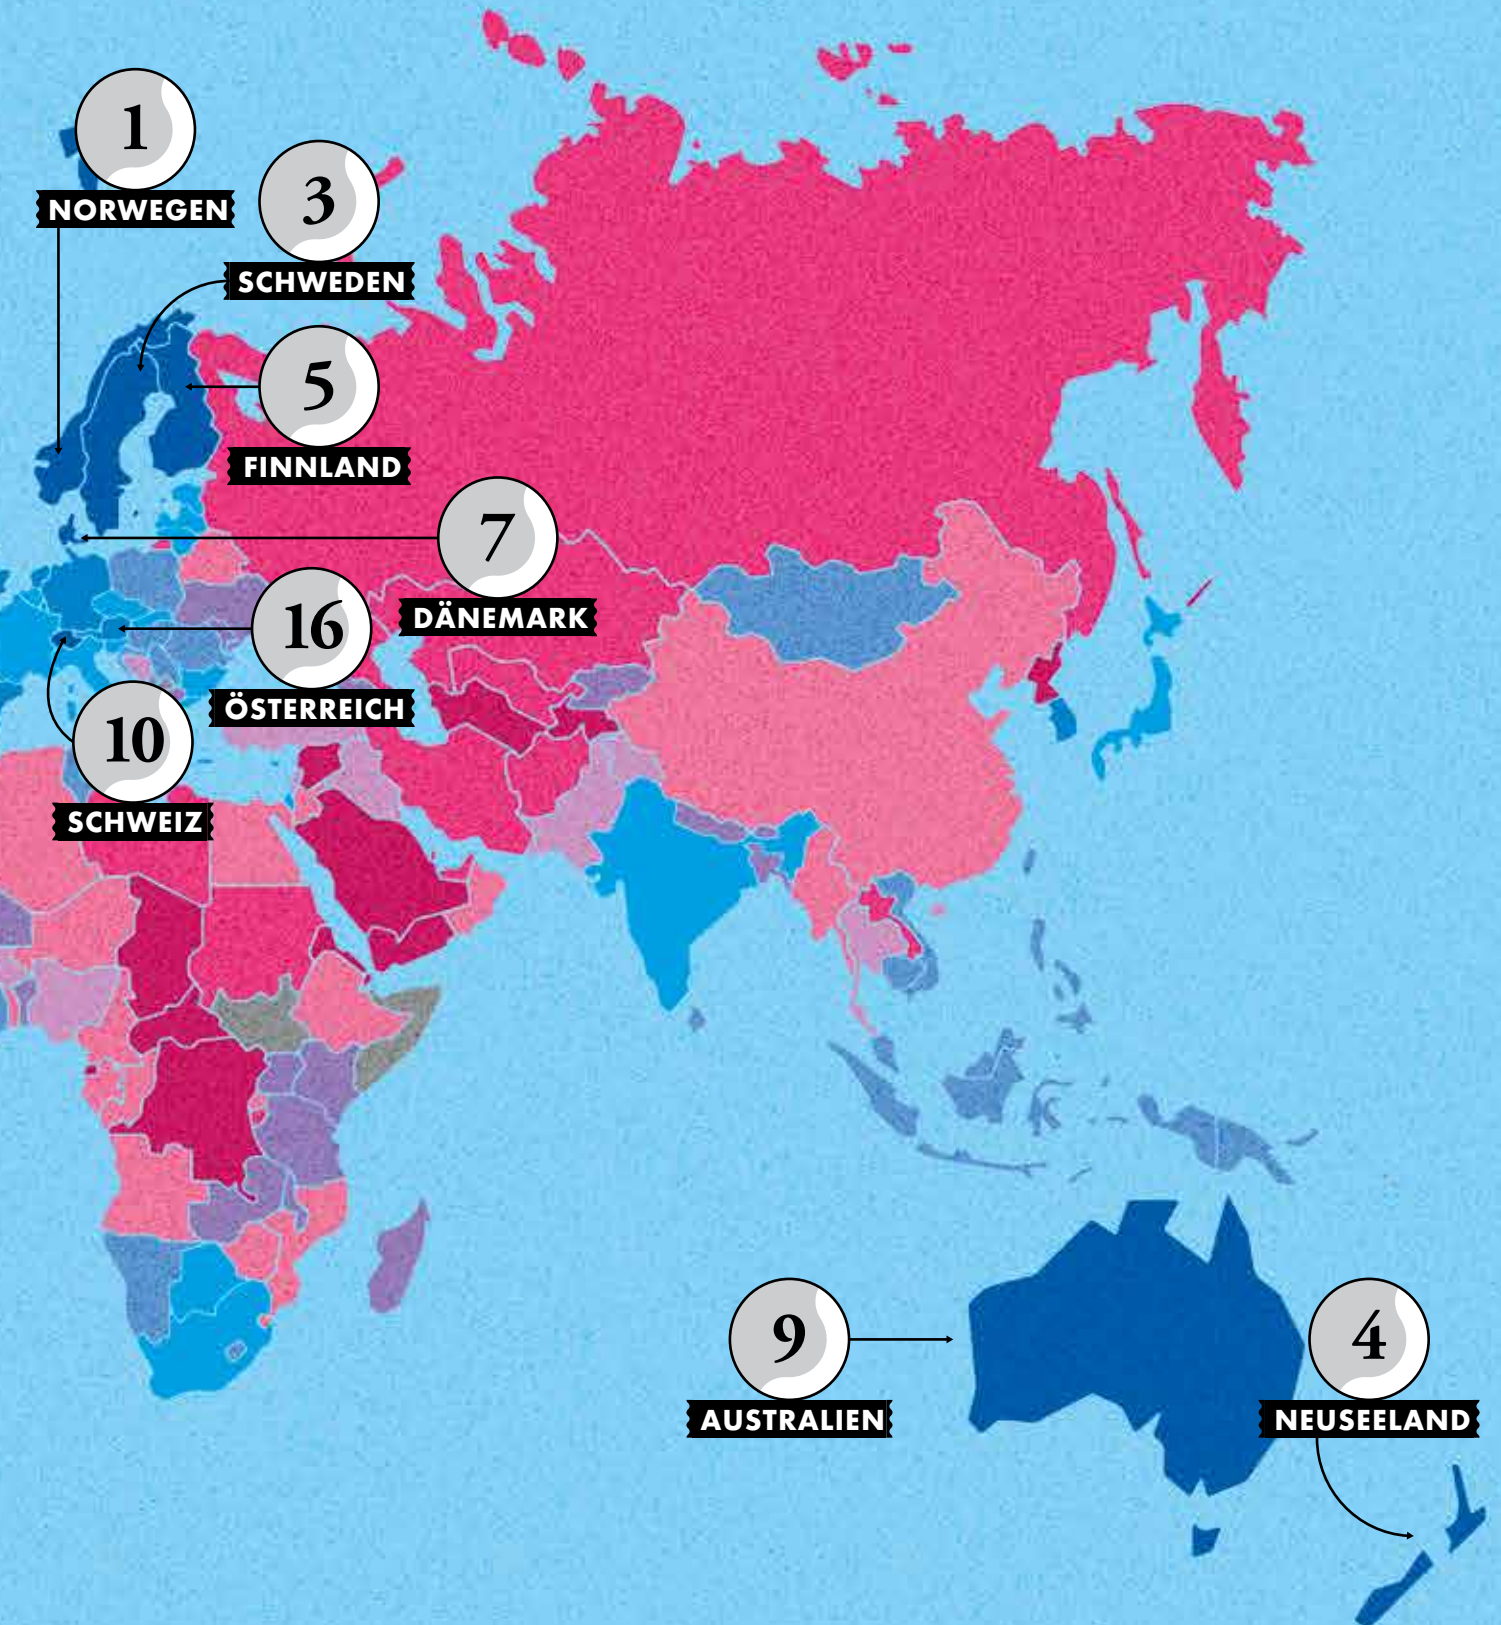 1
NORWEGEN
3
SCHWEDEN
5
FINNLAND
7
DÄNEMARK
16
ÖSTERREICH
10
SCHWEIZ
9
AUSTRALIEN
4
NEUSEELAND